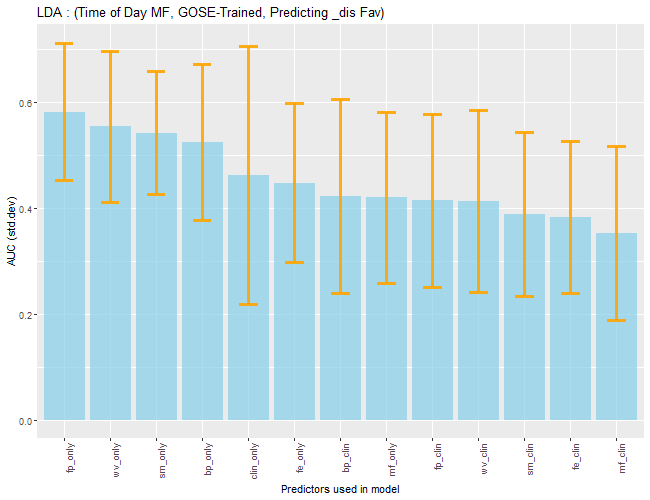 LDA : (Time of Day MF, GOSE-Trained, Predicting _dis Fav)
AUC (std.dev)
0.6
0.4
0.2
0.0
fp_only
wv_only
sm_only
bp_only
clin_only
fe_only
bp_clin
mf_only
fp_clin
wv_clin
sm_clin
fe_clin
mf_clin
Predictors used in model